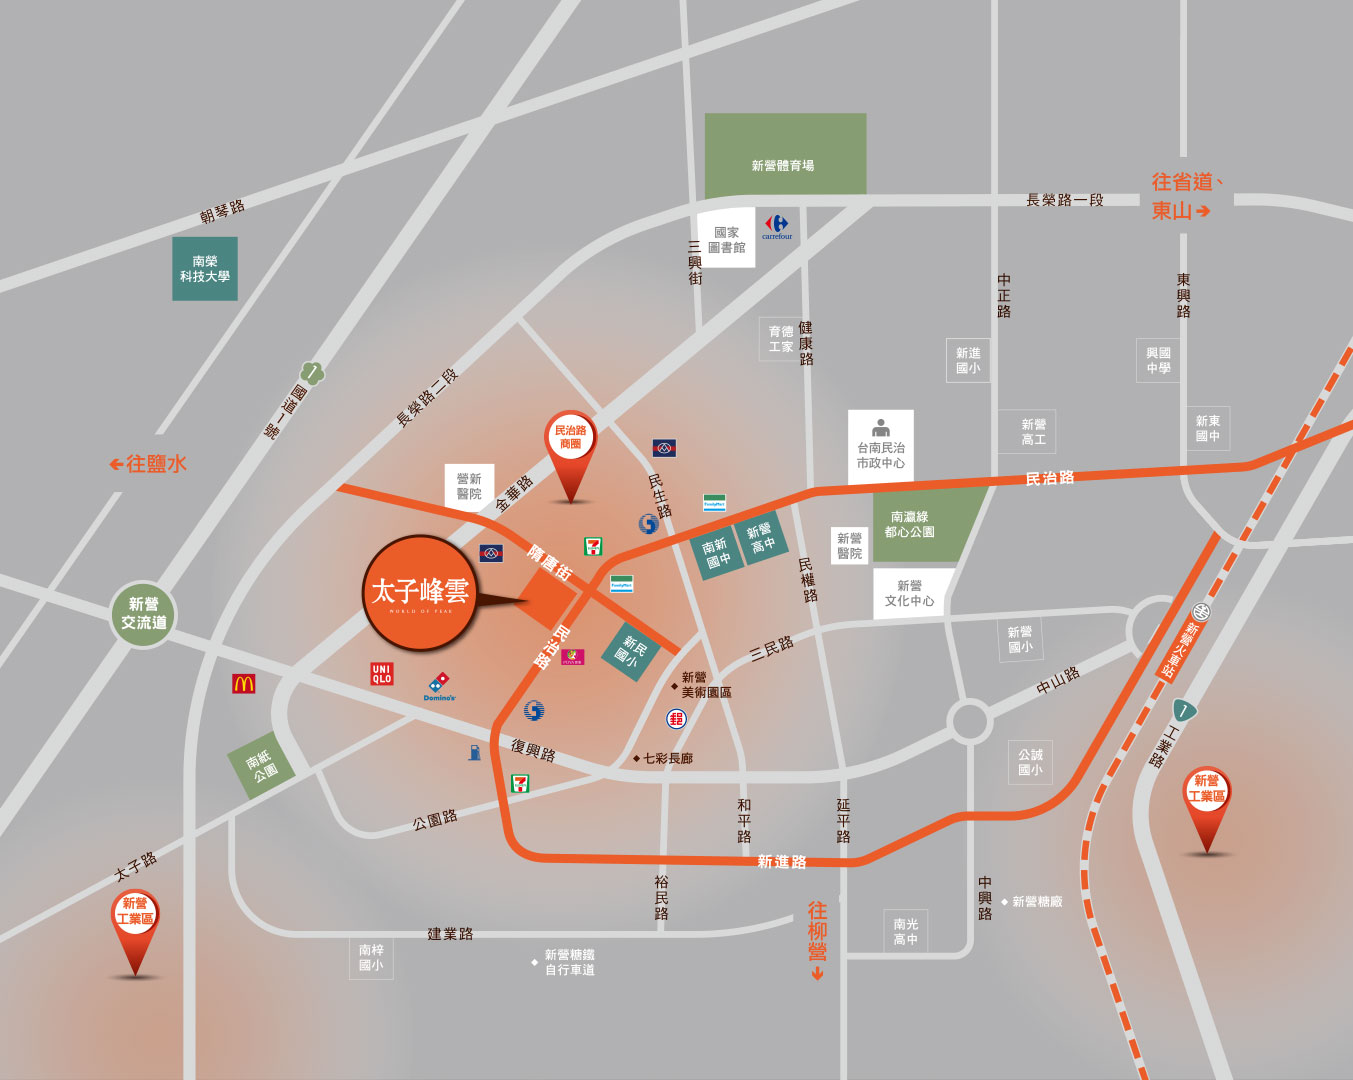 新營體育場
往省道、
東山
長榮路一段
朝琴路
國家
圖書館
carrefour
三興街
南榮
科技大學
中正路
東興路
育德
工家
健康路
新進
國小
興國
中學
1
國道1號
長榮路二段
新營
高工
新東
國中
民治路
商圈
台南民治
市政中心
往鹽水
營新
醫院
金華路
民生路
民治路
FamilyMart
南瀛綠
都心公園
南新
國中
新營
高中
新營
醫院
7
隋唐街
太子峰雲
WORLD OF PEAK
FamilyMart
民權路
新營
文化中心
新營
交流道
民治路
新民
國小
三民路
新營
國小
新營火車站
UNI
QLO
Domino's
新營
美術園區
中山路
郵
1
工業路
南紙
公園
復興路
七彩長廊
公誠
國小
7
新營
工業區
公園路
和平路
延平路
太子路
新進路
新營
工業區
裕民路
中興路
新營糖廠
往柳營
南光
高中
建業路
南梓
國小
新營糖鐵
自行車道